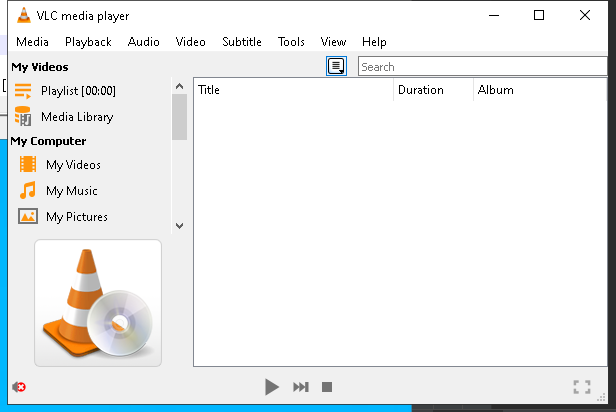 VLC media player
Media Playback Audio Video Subtitle Tools View Help
My Videos
Search
Playlist [00:00]
Media Library
My Computer
My Videos
My Music
My Pictures
Title Duration Album